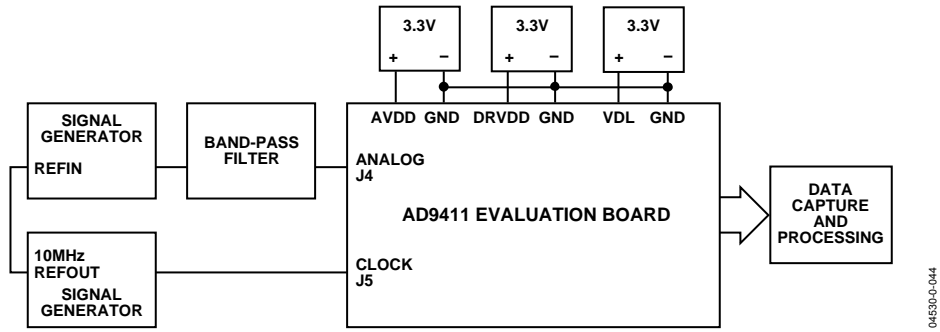 3.3V
+ –
3.3V
+ –
3.3V
+ –
AVDD GND DRVDD GND VDL GND
SIGNAL
GENERATOR
REFIN
BAND-PASS
FILTER
ANALOG
J4
AD9411 EVALUATION BOARD
DATA
CAPTURE
AND
PROCESSING
10MHz
REFOUT
SIGNAL
GENERATOR
CLOCK
J5
04530-0-044